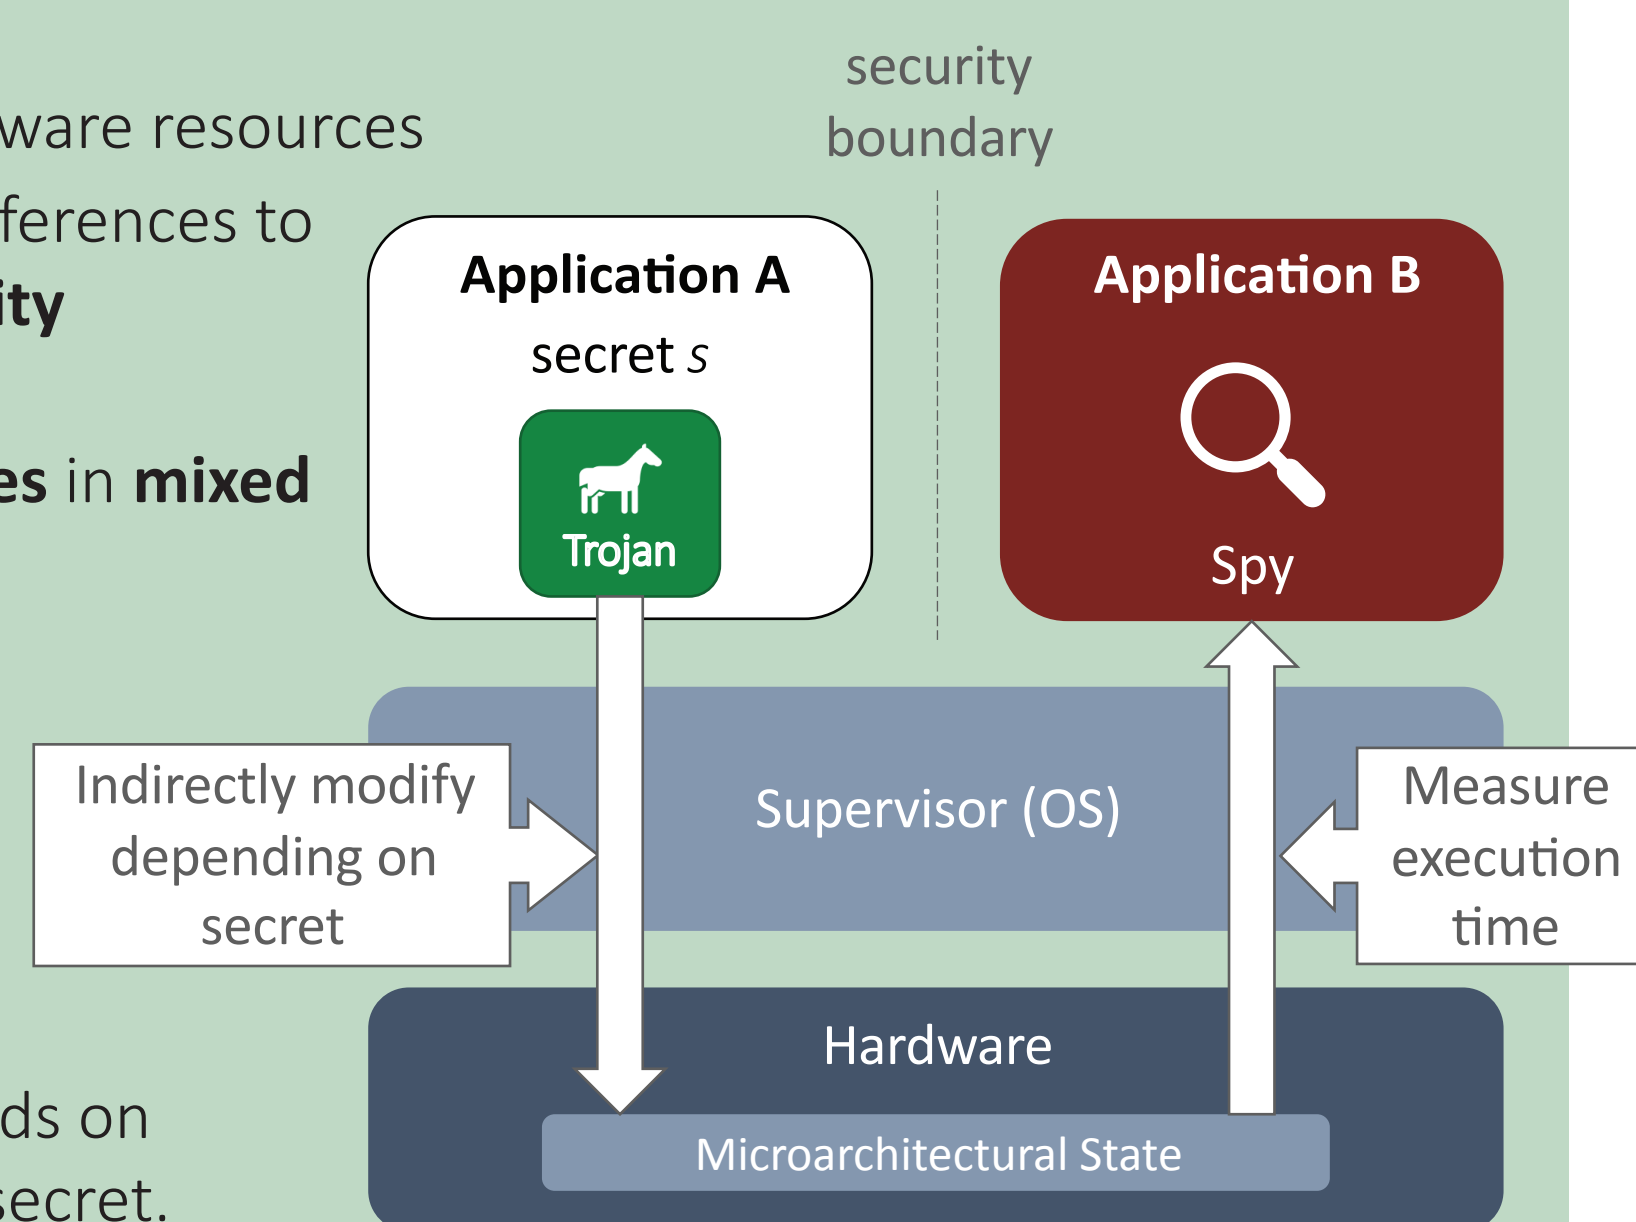 ware resources
ferences to
ity
es in mixed
ds on
secret.
security
boundary
Application A
secret s
Trojan
Application B
Spy
Supervisor (OS)
Indirectly modify
depending on
secret
Measure
execution
time
Hardware
Microarchitectural State